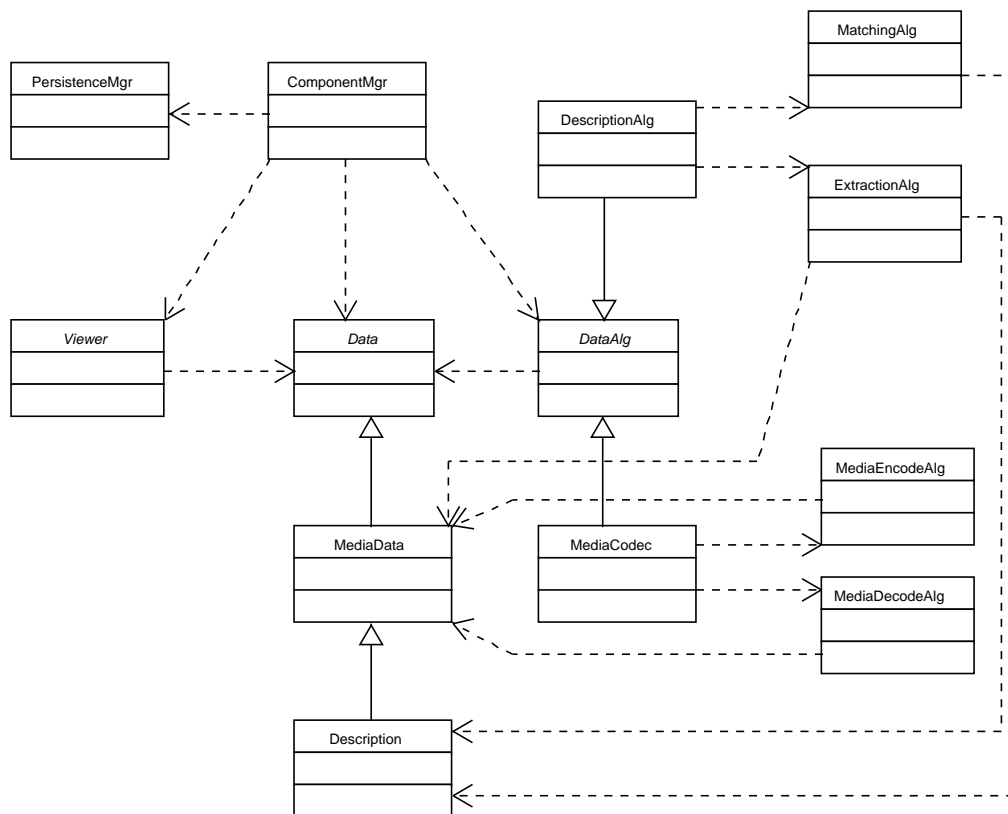 MatchingAlg
PersistenceMgr
ComponentMgr
DescriptionAlg
ExtractionAlg
Viewer
Data
DataAlg
MediaEncodeAlg
MediaData
MediaCodec
MediaDecodeAlg
Description